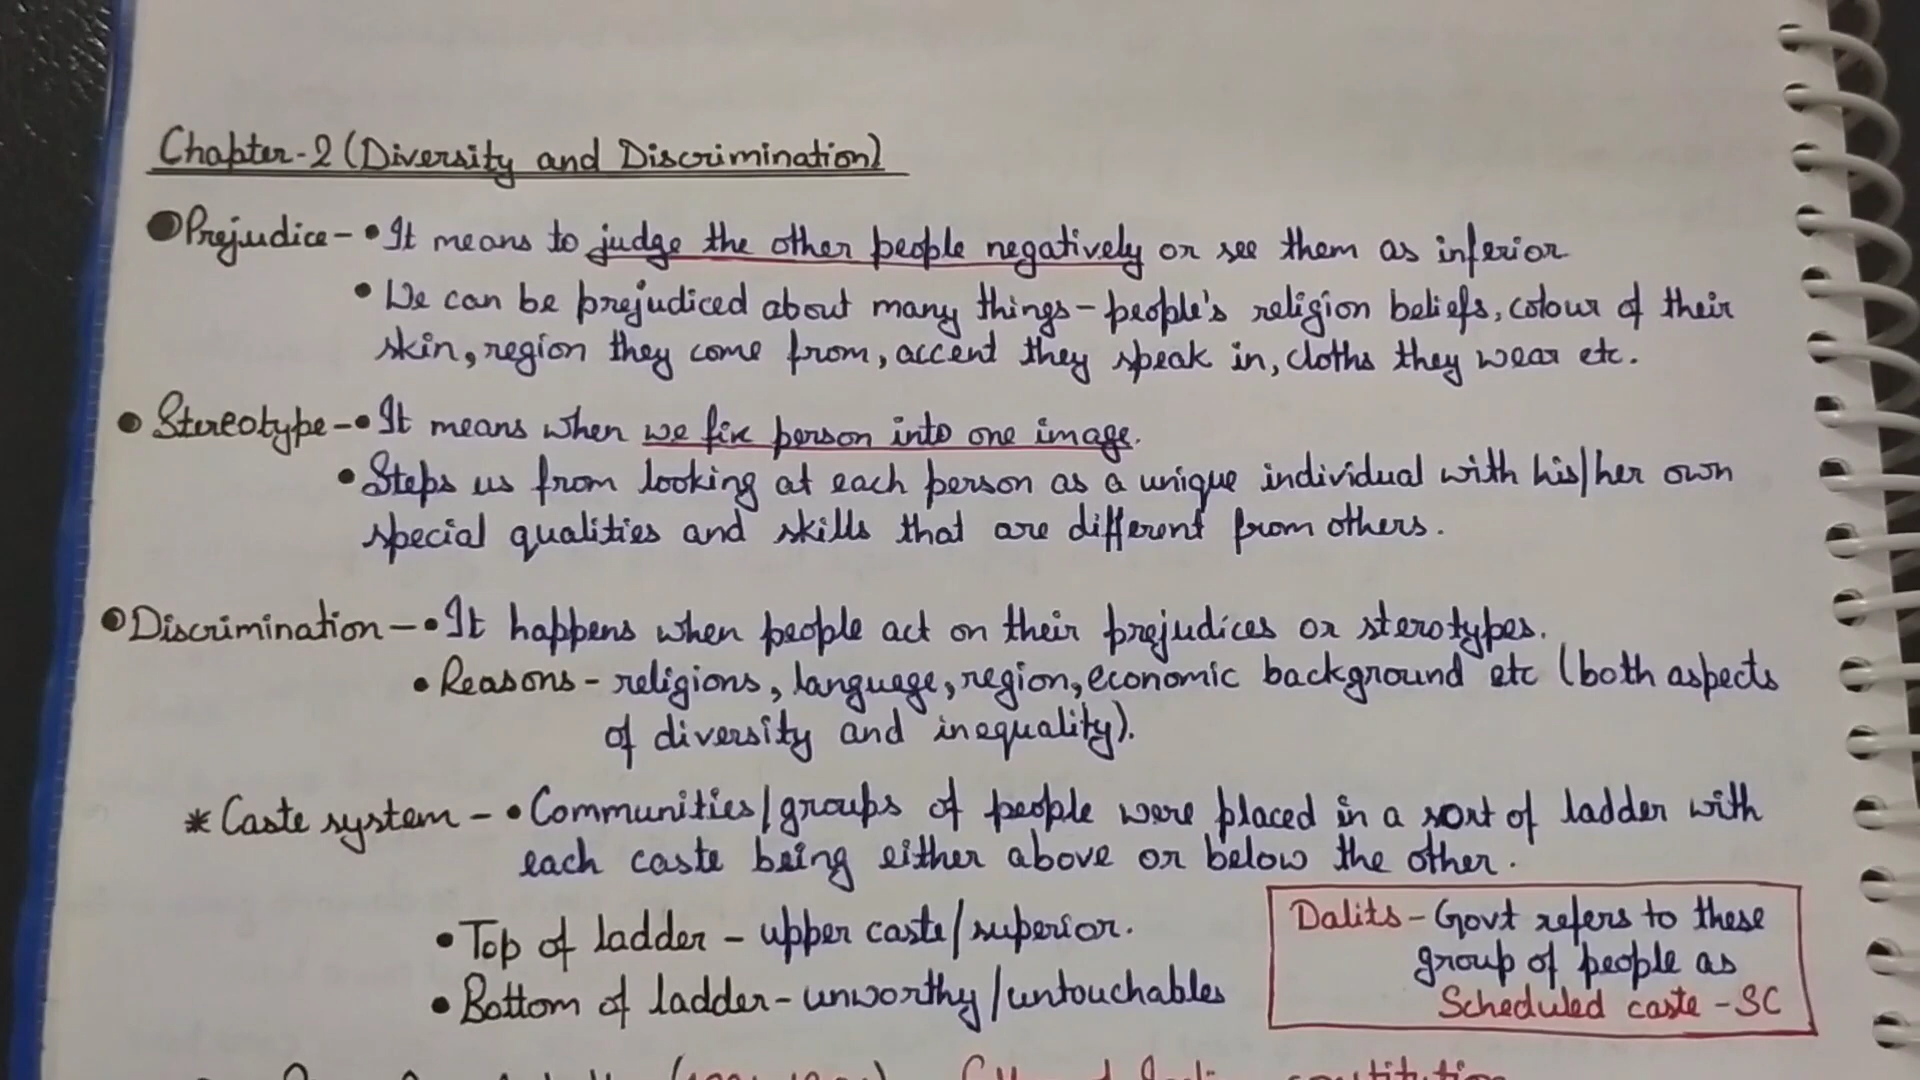 Chapter-2 (Diversity and Discrimination)
● Prejudice - • It means to judge the other people negatively or see them as inferior
• We can be prejudiced about many things - people's religion beliefs, colour of their
skin, region they come from, accent they speak in, cloths they wear etc.
● Stereotype - • It means when we fix person into one image.
• Stops us from looking at each person as a unique individual with his/her own
special qualities and skills that are different from others.
● Discrimination - • It happens when people act on their prejudices or sterotypes.
• Reasons - religions, language, region, economic background etc (both aspects
of diversity and inequality).
* Caste system - • Communities/groups of people were placed in a sort of ladder with
each caste being either above or below the other.
• Top of ladder - upper caste/superior.
• Bottom of ladder - unworthy/untouchables
Dalits - Govt refers to these
group of people as
Scheduled caste - SC